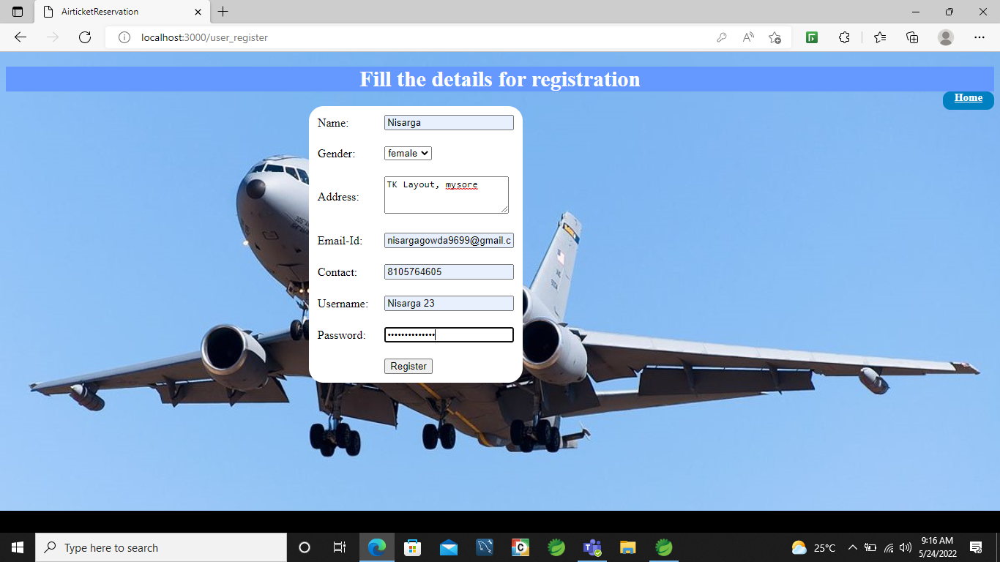 AirticketReservation
localhost:3000/user_register
Fill the details for registration
Home
Name: Nisarga
Gender: female
Address: TK Layout, mysore
Email-Id: nisargagowda9699@gmail.c
Contact: 8105764605
Username: Nisarga 23
Password: ••••••••••••••
Register
Type here to search
25°C
9:16 AM
5/24/2022